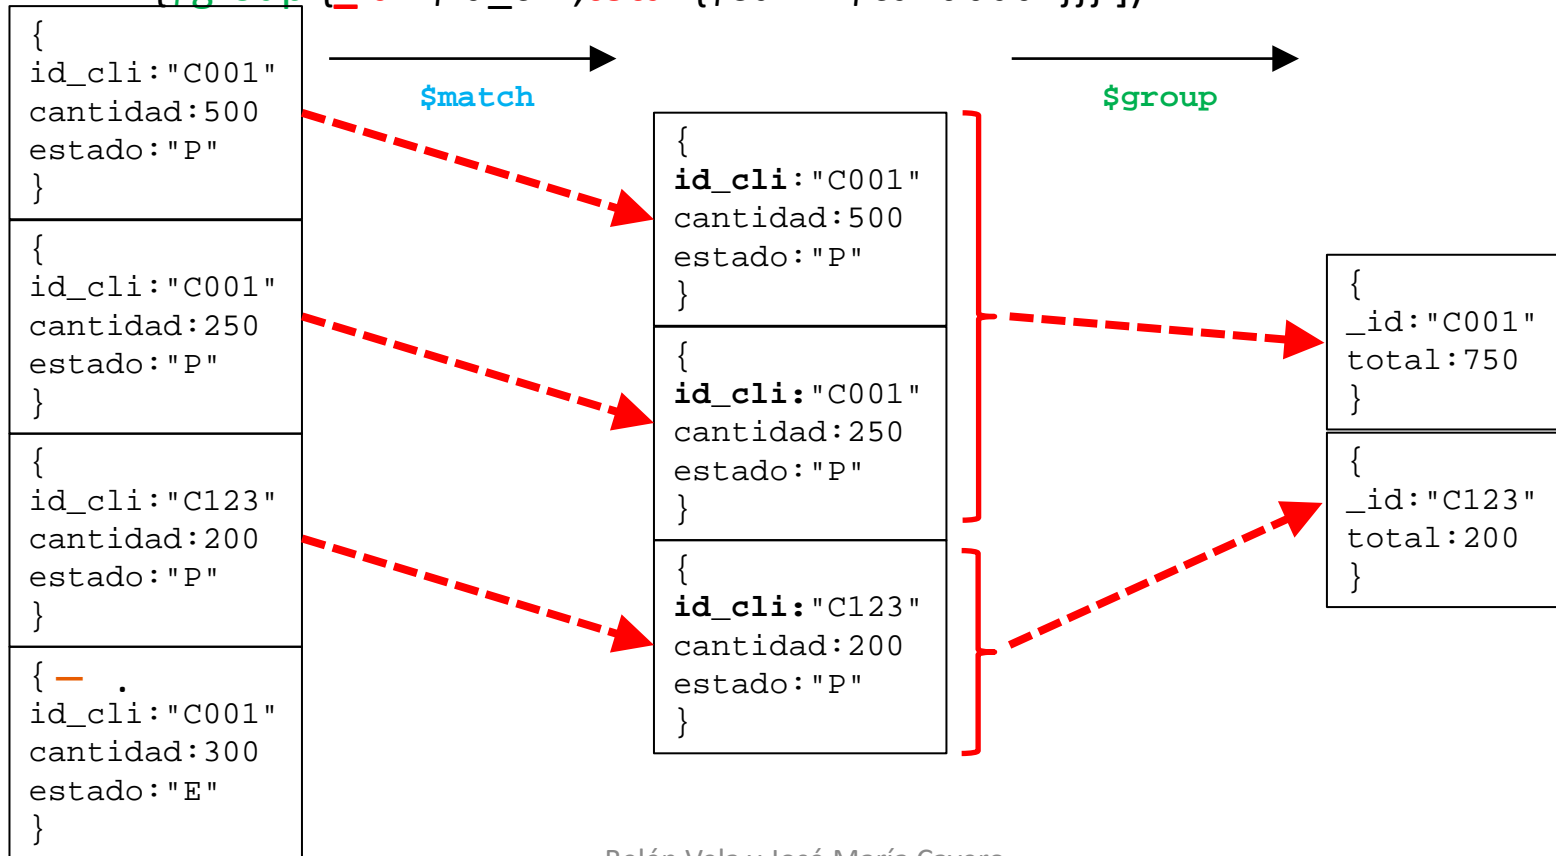 {
id_cli:"C001"
cantidad:500
estado:"P"
}
{
id_cli:"C001"
cantidad:250
estado:"P"
}
{
id_cli:"C123"
cantidad:200
estado:"P"
}
{
id_cli:"C001"
cantidad:300
estado:"E"
}
$match
{
id_cli:"C001"
cantidad:500
estado:"P"
}
{
id_cli:"C001"
cantidad:250
estado:"P"
}
{
id_cli:"C123"
cantidad:200
estado:"P"
}
$group
{
_id:"C001"
total:750
}
{
_id:"C123"
total:200
}